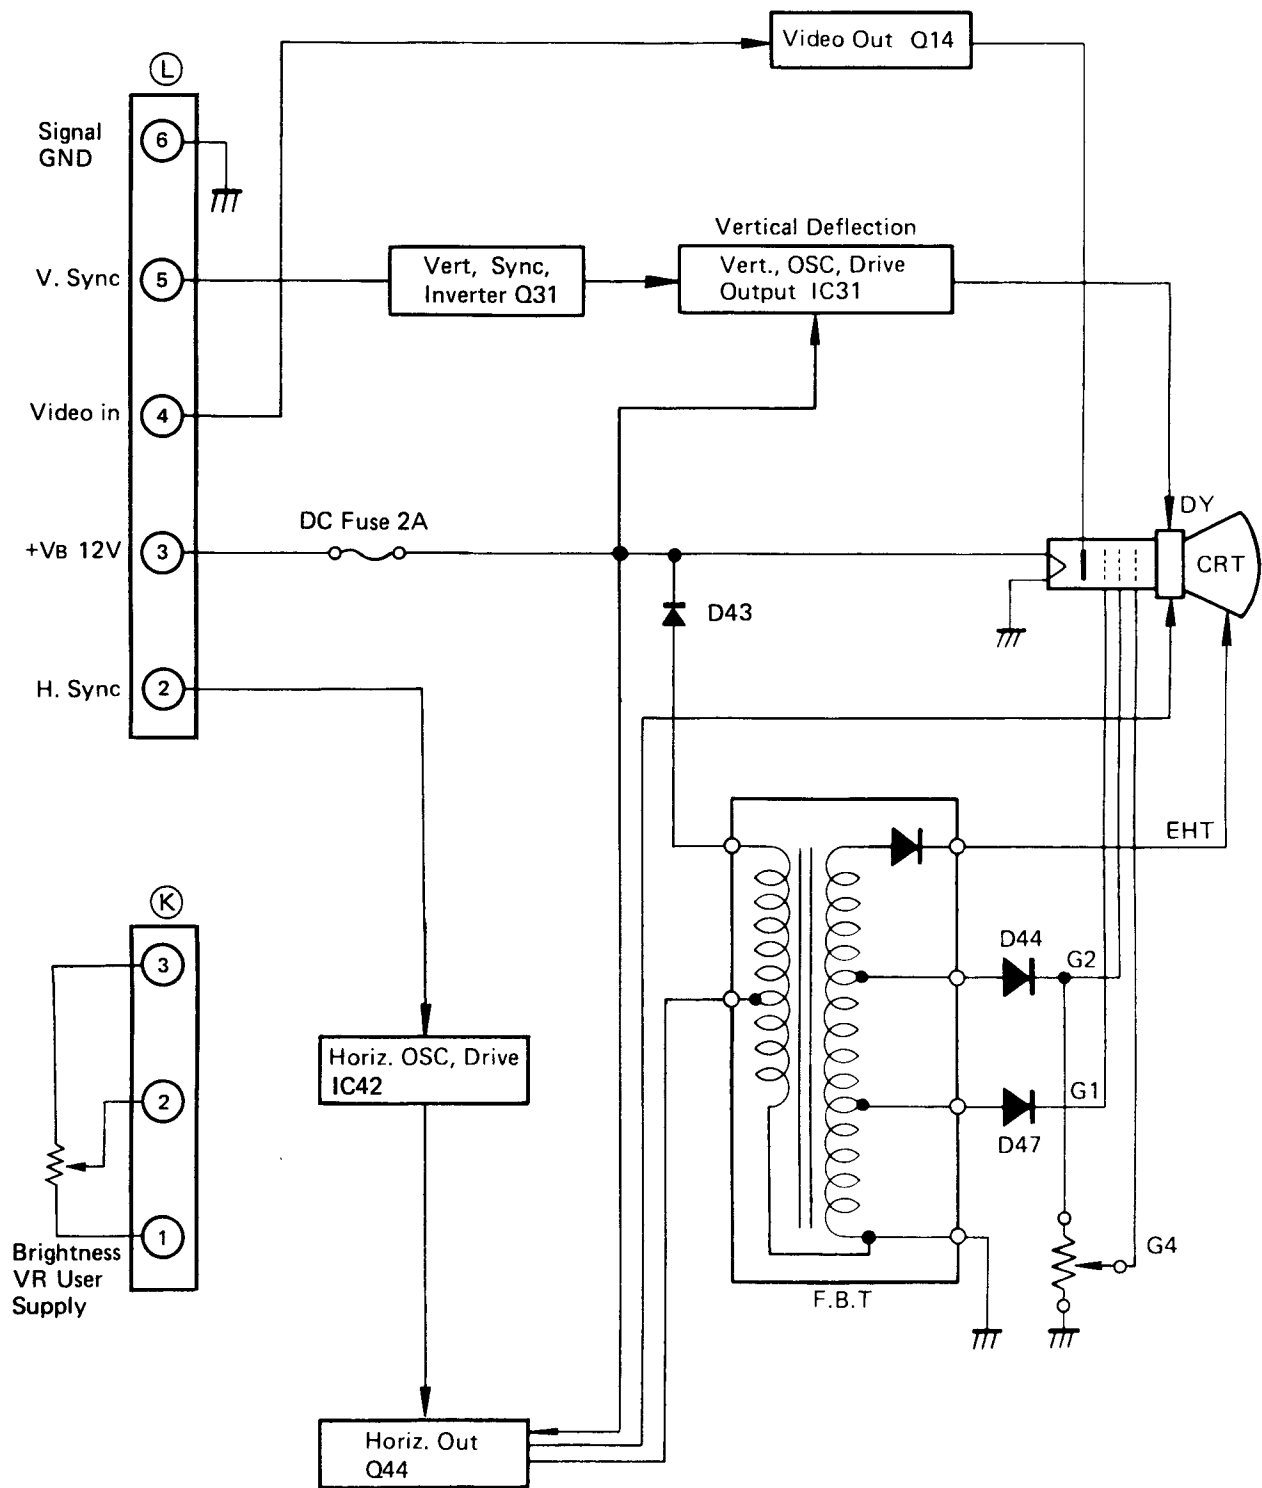 Video Out Q14
L
Signal
GND
6
Vertical Deflection
V. Sync
5
Vert, Sync,
Inverter Q31
Vert., OSC, Drive
Output IC31
Video in
4
DC Fuse 2A
DY
+VB 12V
3
CRT
D43
H. Sync
2
EHT
K
3
D44
G2
Horiz. OSC, Drive
IC42
2
G1
D47
1
Brightness
VR User
Supply
G4
F.B.T
Horiz. Out
Q44